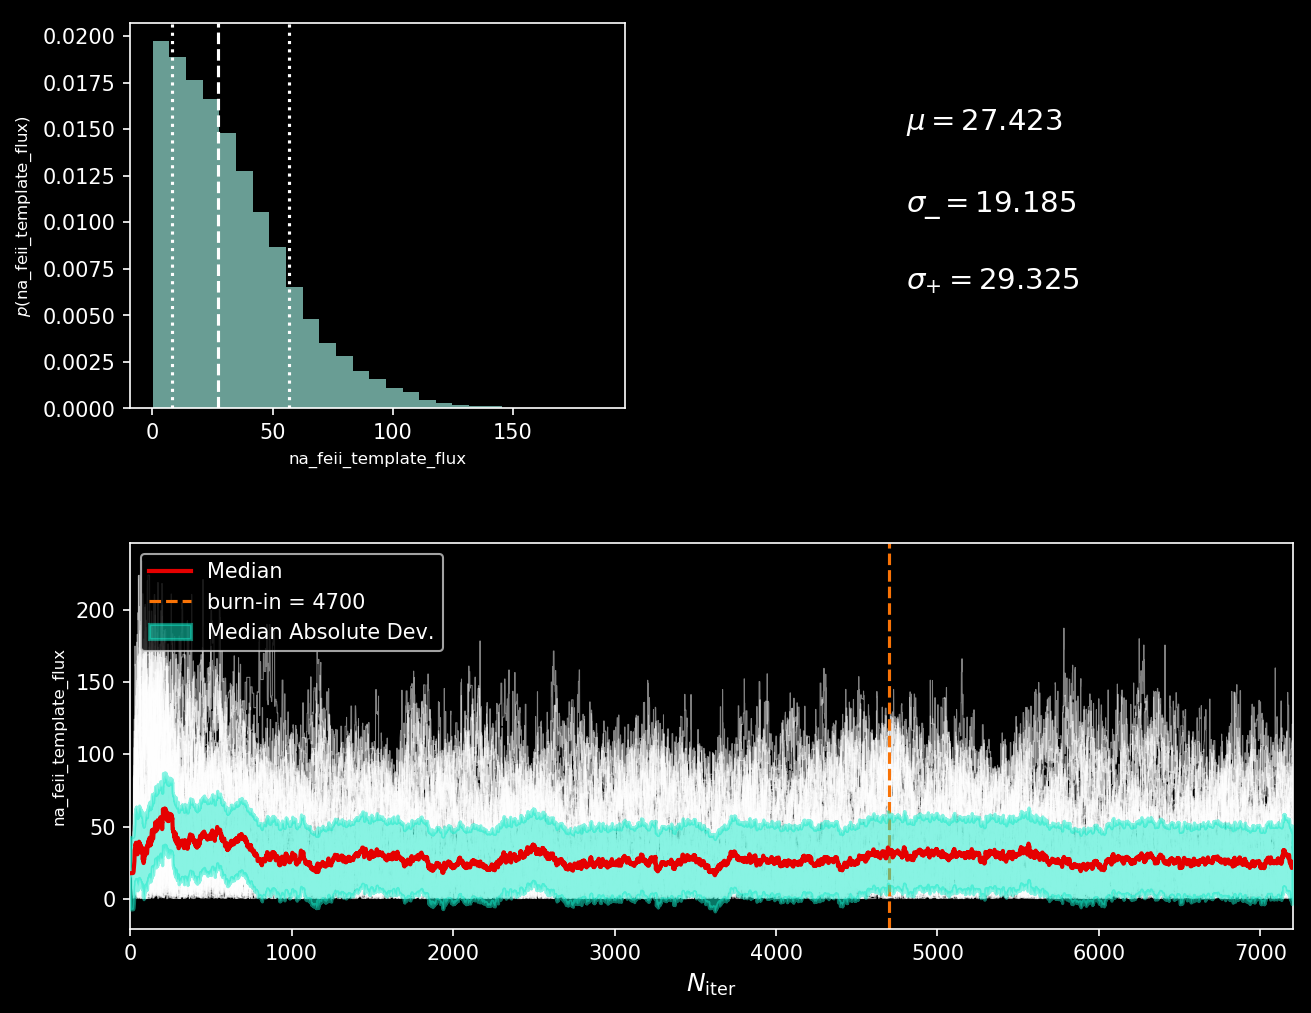 0.0200
0.0175
0.0150
0.0125
0.0100
0.0075
0.0050
0.0025
0.0000
p(na_feii_template_flux)
0 50 100 150
na_feii_template_flux
μ = 27.423
σ₋ = 19.185
σ₊ = 29.325
Median
burn-in = 4700
Median Absolute Dev.
200
150
100
50
0
na_feii_template_flux
0 1000 2000 3000 4000 5000 6000 7000
N_iter